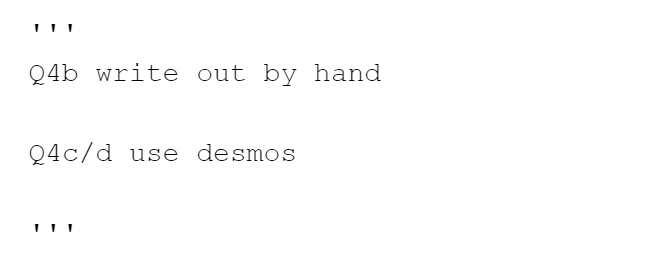 '''
Q4b write out by hand
Q4c/d use desmos
'''